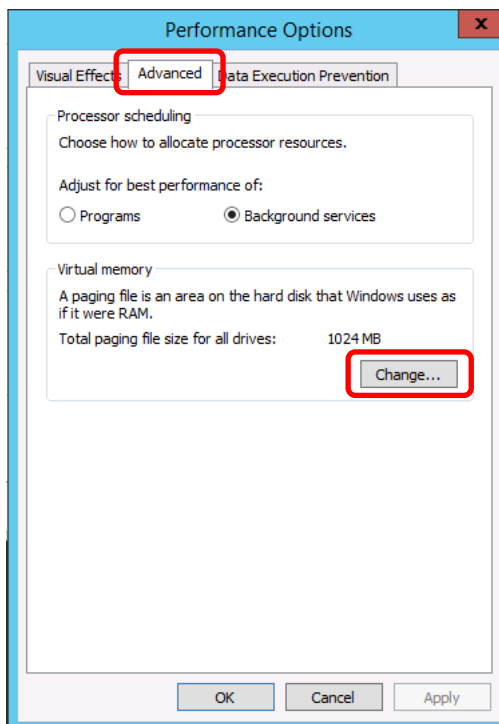 Performance Options
x
Visual Effects Advanced Data Execution Prevention
Processor scheduling
Choose how to allocate processor resources.
Adjust for best performance of:
Programs Background services
Virtual memory
A paging file is an area on the hard disk that Windows uses as
if it were RAM.
Total paging file size for all drives: 1024 MB
Change...
OK Cancel Apply